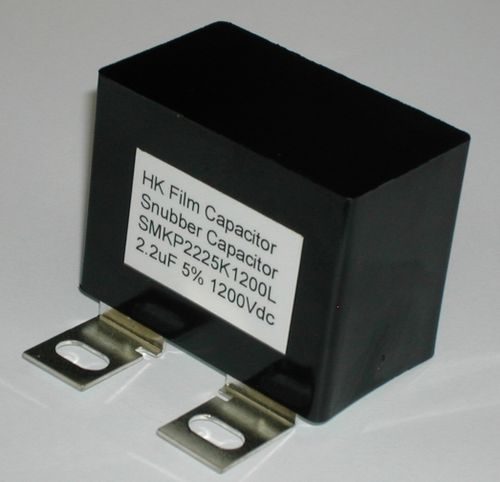 HK Film Capacitor
Snubber Capacitor
SMKP2225K1200L
2.2uF 5% 1200Vdc